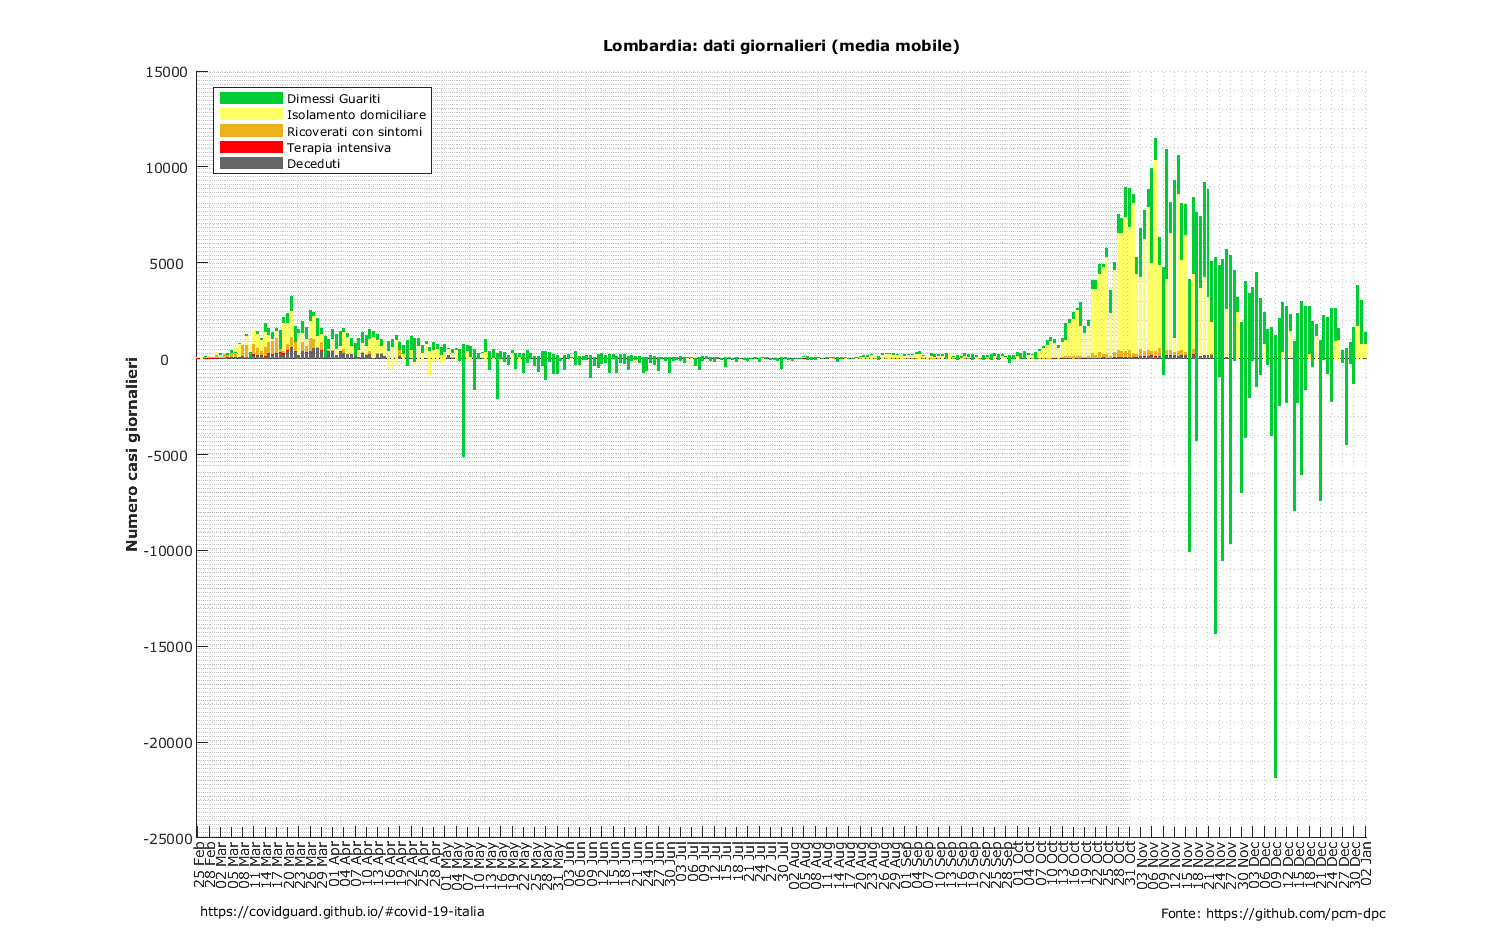 Lombardia: dati giornalieri (media mobile)
Dimessi Guariti
Isolamento domiciliare
Ricoverati con sintomi
Terapia intensiva
Deceduti
Numero casi giornalieri
15000
10000
5000
0
-5000
-10000
-15000
-20000
-25000
25 Feb
28 Feb
02 Mar
05 Mar
08 Mar
11 Mar
14 Mar
17 Mar
20 Mar
23 Mar
26 Mar
29 Mar
01 Apr
04 Apr
07 Apr
10 Apr
13 Apr
16 Apr
19 Apr
22 Apr
25 Apr
28 Apr
01 May
04 May
07 May
10 May
13 May
16 May
19 May
22 May
25 May
28 May
31 May
03 Jun
06 Jun
09 Jun
12 Jun
15 Jun
18 Jun
21 Jun
24 Jun
27 Jun
30 Jun
03 Jul
06 Jul
09 Jul
12 Jul
15 Jul
18 Jul
21 Jul
24 Jul
27 Jul
30 Jul
02 Aug
05 Aug
08 Aug
11 Aug
14 Aug
17 Aug
20 Aug
23 Aug
26 Aug
29 Aug
01 Sep
04 Sep
07 Sep
10 Sep
13 Sep
16 Sep
19 Sep
22 Sep
25 Sep
28 Sep
01 Oct
04 Oct
07 Oct
10 Oct
13 Oct
16 Oct
19 Oct
22 Oct
25 Oct
28 Oct
31 Oct
03 Nov
06 Nov
09 Nov
12 Nov
15 Nov
18 Nov
21 Nov
24 Nov
27 Nov
30 Nov
03 Dec
06 Dec
09 Dec
12 Dec
15 Dec
18 Dec
21 Dec
24 Dec
27 Dec
30 Dec
02 Jan
https://covidguard.github.io/#covid-19-italia
Fonte: https://github.com/pcm-dpc